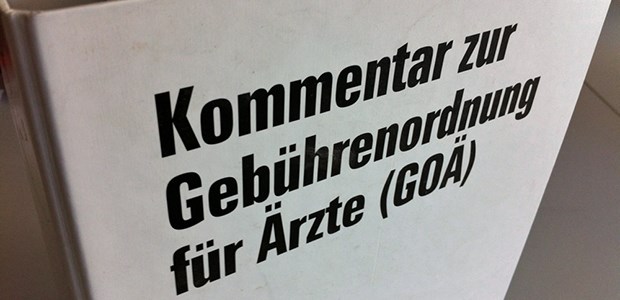 Kommentar zur
Gebührenordnung
für Ärzte (GOÄ)